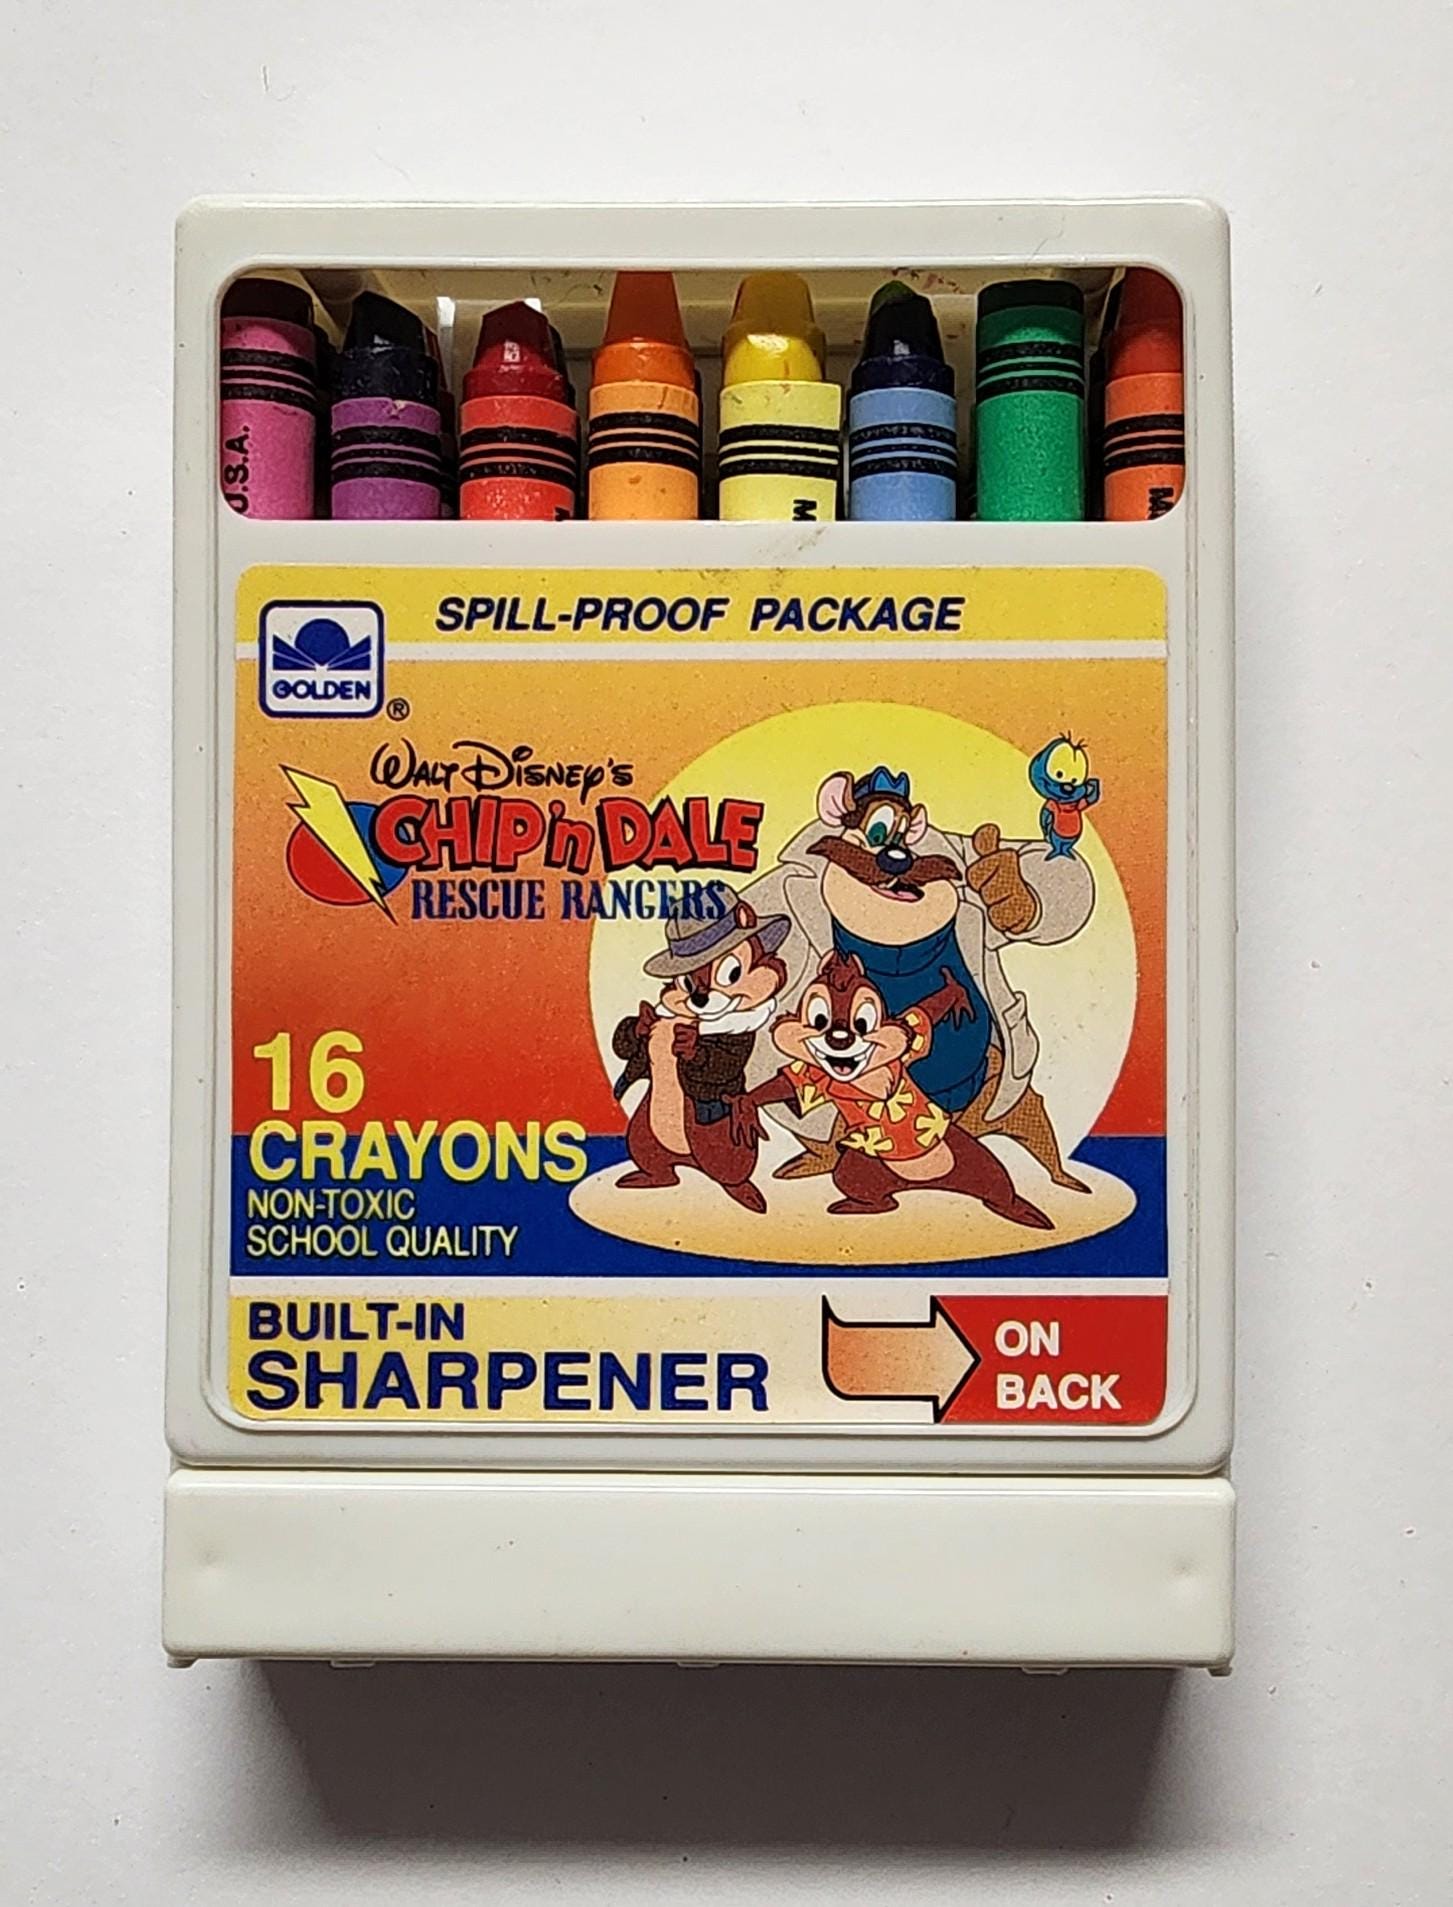 U.S.A.
SPILL-PROOF PACKAGE
GOLDEN
®
WALT DISNEY'S
CHIP 'n DALE
RESCUE RANGERS
16
CRAYONS
NON-TOXIC
SCHOOL QUALITY
BUILT-IN
SHARPENER
ON
BACK